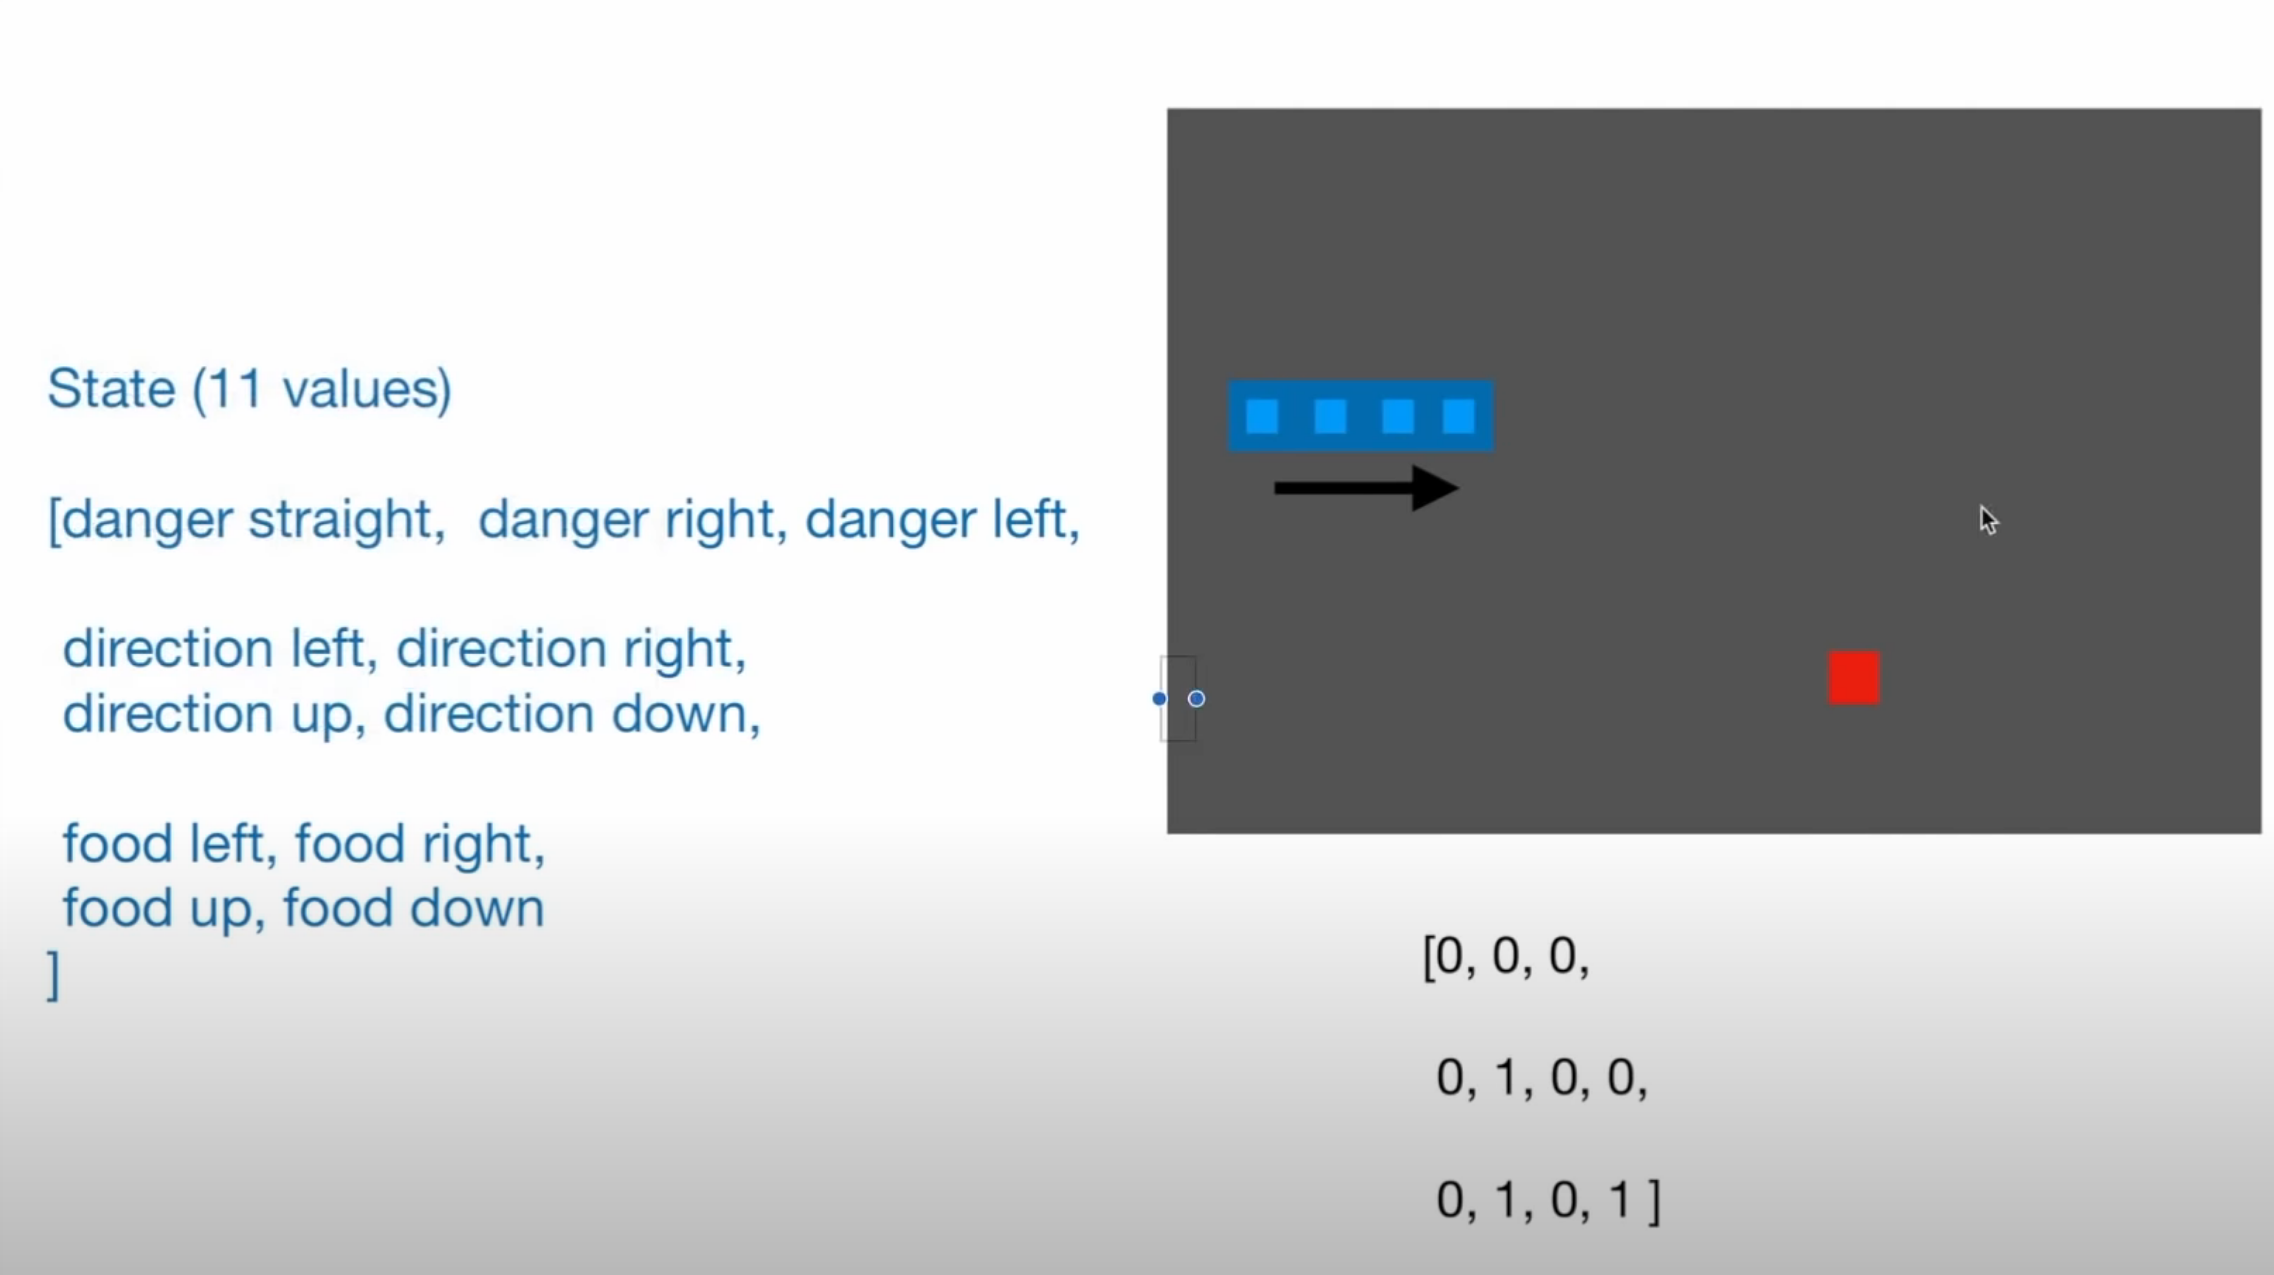 State (11 values)
[danger straight,  danger right, danger left,
direction left, direction right,
direction up, direction down,
food left, food right,
food up, food down
]
[0, 0, 0,
0, 1, 0, 0,
0, 1, 0, 1 ]